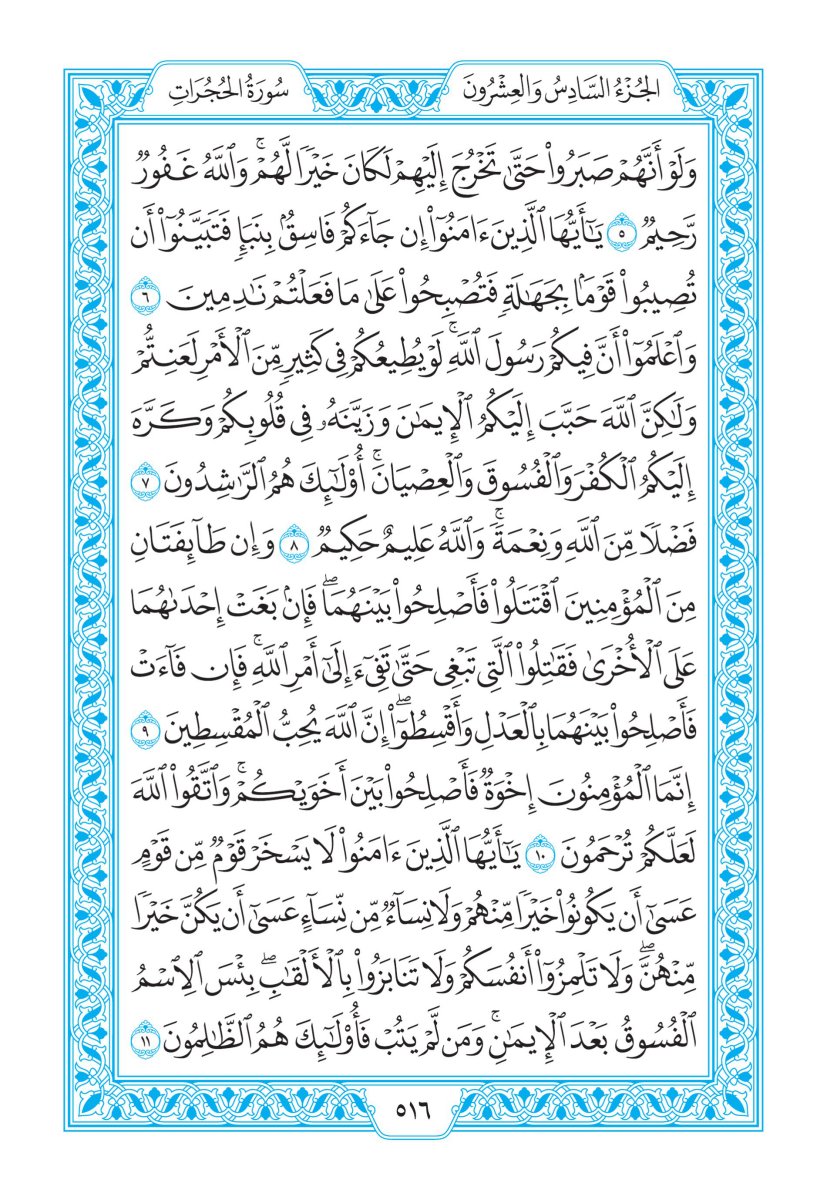 الجُزْءُ السَّادِسُ وَالعِشْرُونَ
سُورَةُ الحُجُرَاتِ
وَلَوْ أَنَّهُمْ صَبَرُوا۟ حَتَّىٰ تَخْرُجَ إِلَيْهِمْ لَكَانَ خَيْرًا لَّهُمْۚ وَٱللَّهُ غَفُورٌ
رَّحِيمٌ ٥ يَٰٓأَيُّهَا ٱلَّذِينَ ءَامَنُوٓا۟ إِن جَآءَكُمْ فَاسِقٌۢ بِنَبَإٍ فَتَبَيَّنُوٓا۟ أَن
تُصِيبُوا۟ قَوْمَۢا بِجَهَٰلَةٍ فَتُصْبِحُوا۟ عَلَىٰ مَا فَعَلْتُمْ نَٰدِمِينَ ٦
وَٱعْلَمُوٓا۟ أَنَّ فِيكُمْ رَسُولَ ٱللَّهِۚ لَوْ يُطِيعُكُمْ فِى كَثِيرٍ مِّنَ ٱلْأَمْرِ لَعَنِتُّمْ
وَلَٰكِنَّ ٱللَّهَ حَبَّبَ إِلَيْكُمُ ٱلْإِيمَٰنَ وَزَيَّنَهُۥ فِى قُلُوبِكُمْ وَكَرَّهَ
إِلَيْكُمُ ٱلْكُفْرَ وَٱلْفُسُوقَ وَٱلْعِصْيَانَۚ أُو۟لَٰٓئِكَ هُمُ ٱلرَّٰشِدُونَ ٧
فَضْلًا مِّنَ ٱللَّهِ وَنِعْمَةًۚ وَٱللَّهُ عَلِيمٌ حَكِيمٌ ٨ وَإِن طَآئِفَتَانِ
مِنَ ٱلْمُؤْمِنِينَ ٱقْتَتَلُوا۟ فَأَصْلِحُوا۟ بَيْنَهُمَاۖ فَإِنۢ بَغَتْ إِحْدَىٰهُمَا
عَلَى ٱلْأُخْرَىٰ فَقَٰتِلُوا۟ ٱلَّتِى تَبْغِى حَتَّىٰ تَفِىٓءَ إِلَىٰٓ أَمْرِ ٱللَّهِۚ فَإِن فَآءَتْ
فَأَصْلِحُوا۟ بَيْنَهُمَا بِٱلْعَدْلِ وَأَقْسِطُوٓا۟ۖ إِنَّ ٱللَّهَ يُحِبُّ ٱلْمُقْسِطِينَ ٩
إِنَّمَا ٱلْمُؤْمِنُونَ إِخْوَةٌ فَأَصْلِحُوا۟ بَيْنَ أَخَوَيْكُمْۚ وَٱتَّقُوا۟ ٱللَّهَ
لَعَلَّكُمْ تُرْحَمُونَ ١٠ يَٰٓأَيُّهَا ٱلَّذِينَ ءَامَنُوا۟ لَا يَسْخَرْ قَوْمٌ مِّن قَوْمٍ
عَسَىٰٓ أَن يَكُونُوا۟ خَيْرًا مِّنْهُمْ وَلَا نِسَآءٌ مِّن نِّسَآءٍ عَسَىٰٓ أَن يَكُنَّ خَيْرًا
مِّنْهُنَّۖ وَلَا تَلْمِزُوٓا۟ أَنفُسَكُمْ وَلَا تَنَابَزُوا۟ بِٱلْأَلْقَٰبِۖ بِئْسَ ٱلِٱسْمُ
ٱلْفُسُوقُ بَعْدَ ٱلْإِيمَٰنِۚ وَمَن لَّمْ يَتُبْ فَأُو۟لَٰٓئِكَ هُمُ ٱلظَّٰلِمُونَ ١١
٥١٦